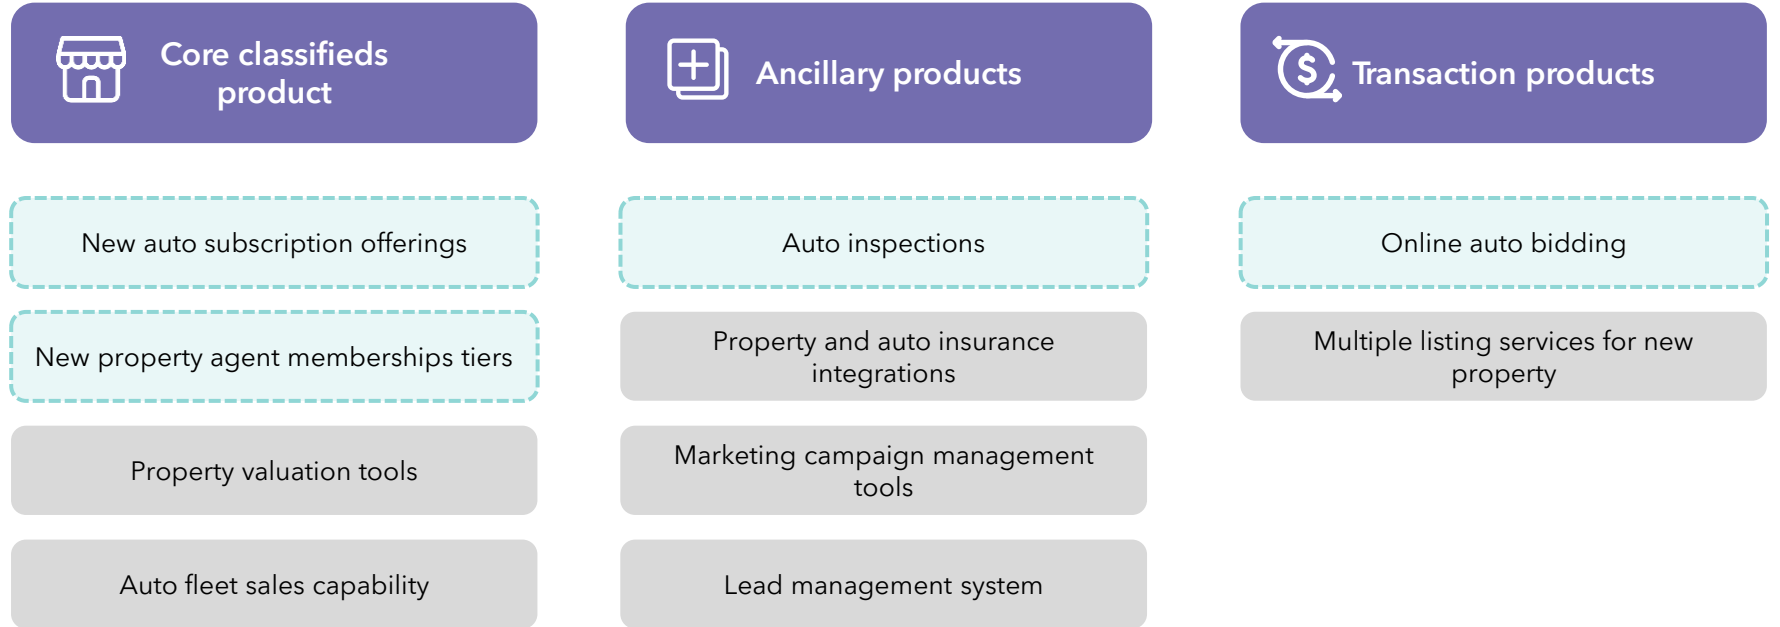 Core classifieds
product
New auto subscription offerings
New property agent memberships tiers
Property valuation tools
Auto fleet sales capability
Ancillary products
Auto inspections
Property and auto insurance
integrations
Marketing campaign management
tools
Lead management system
Transaction products
Online auto bidding
Multiple listing services for new
property